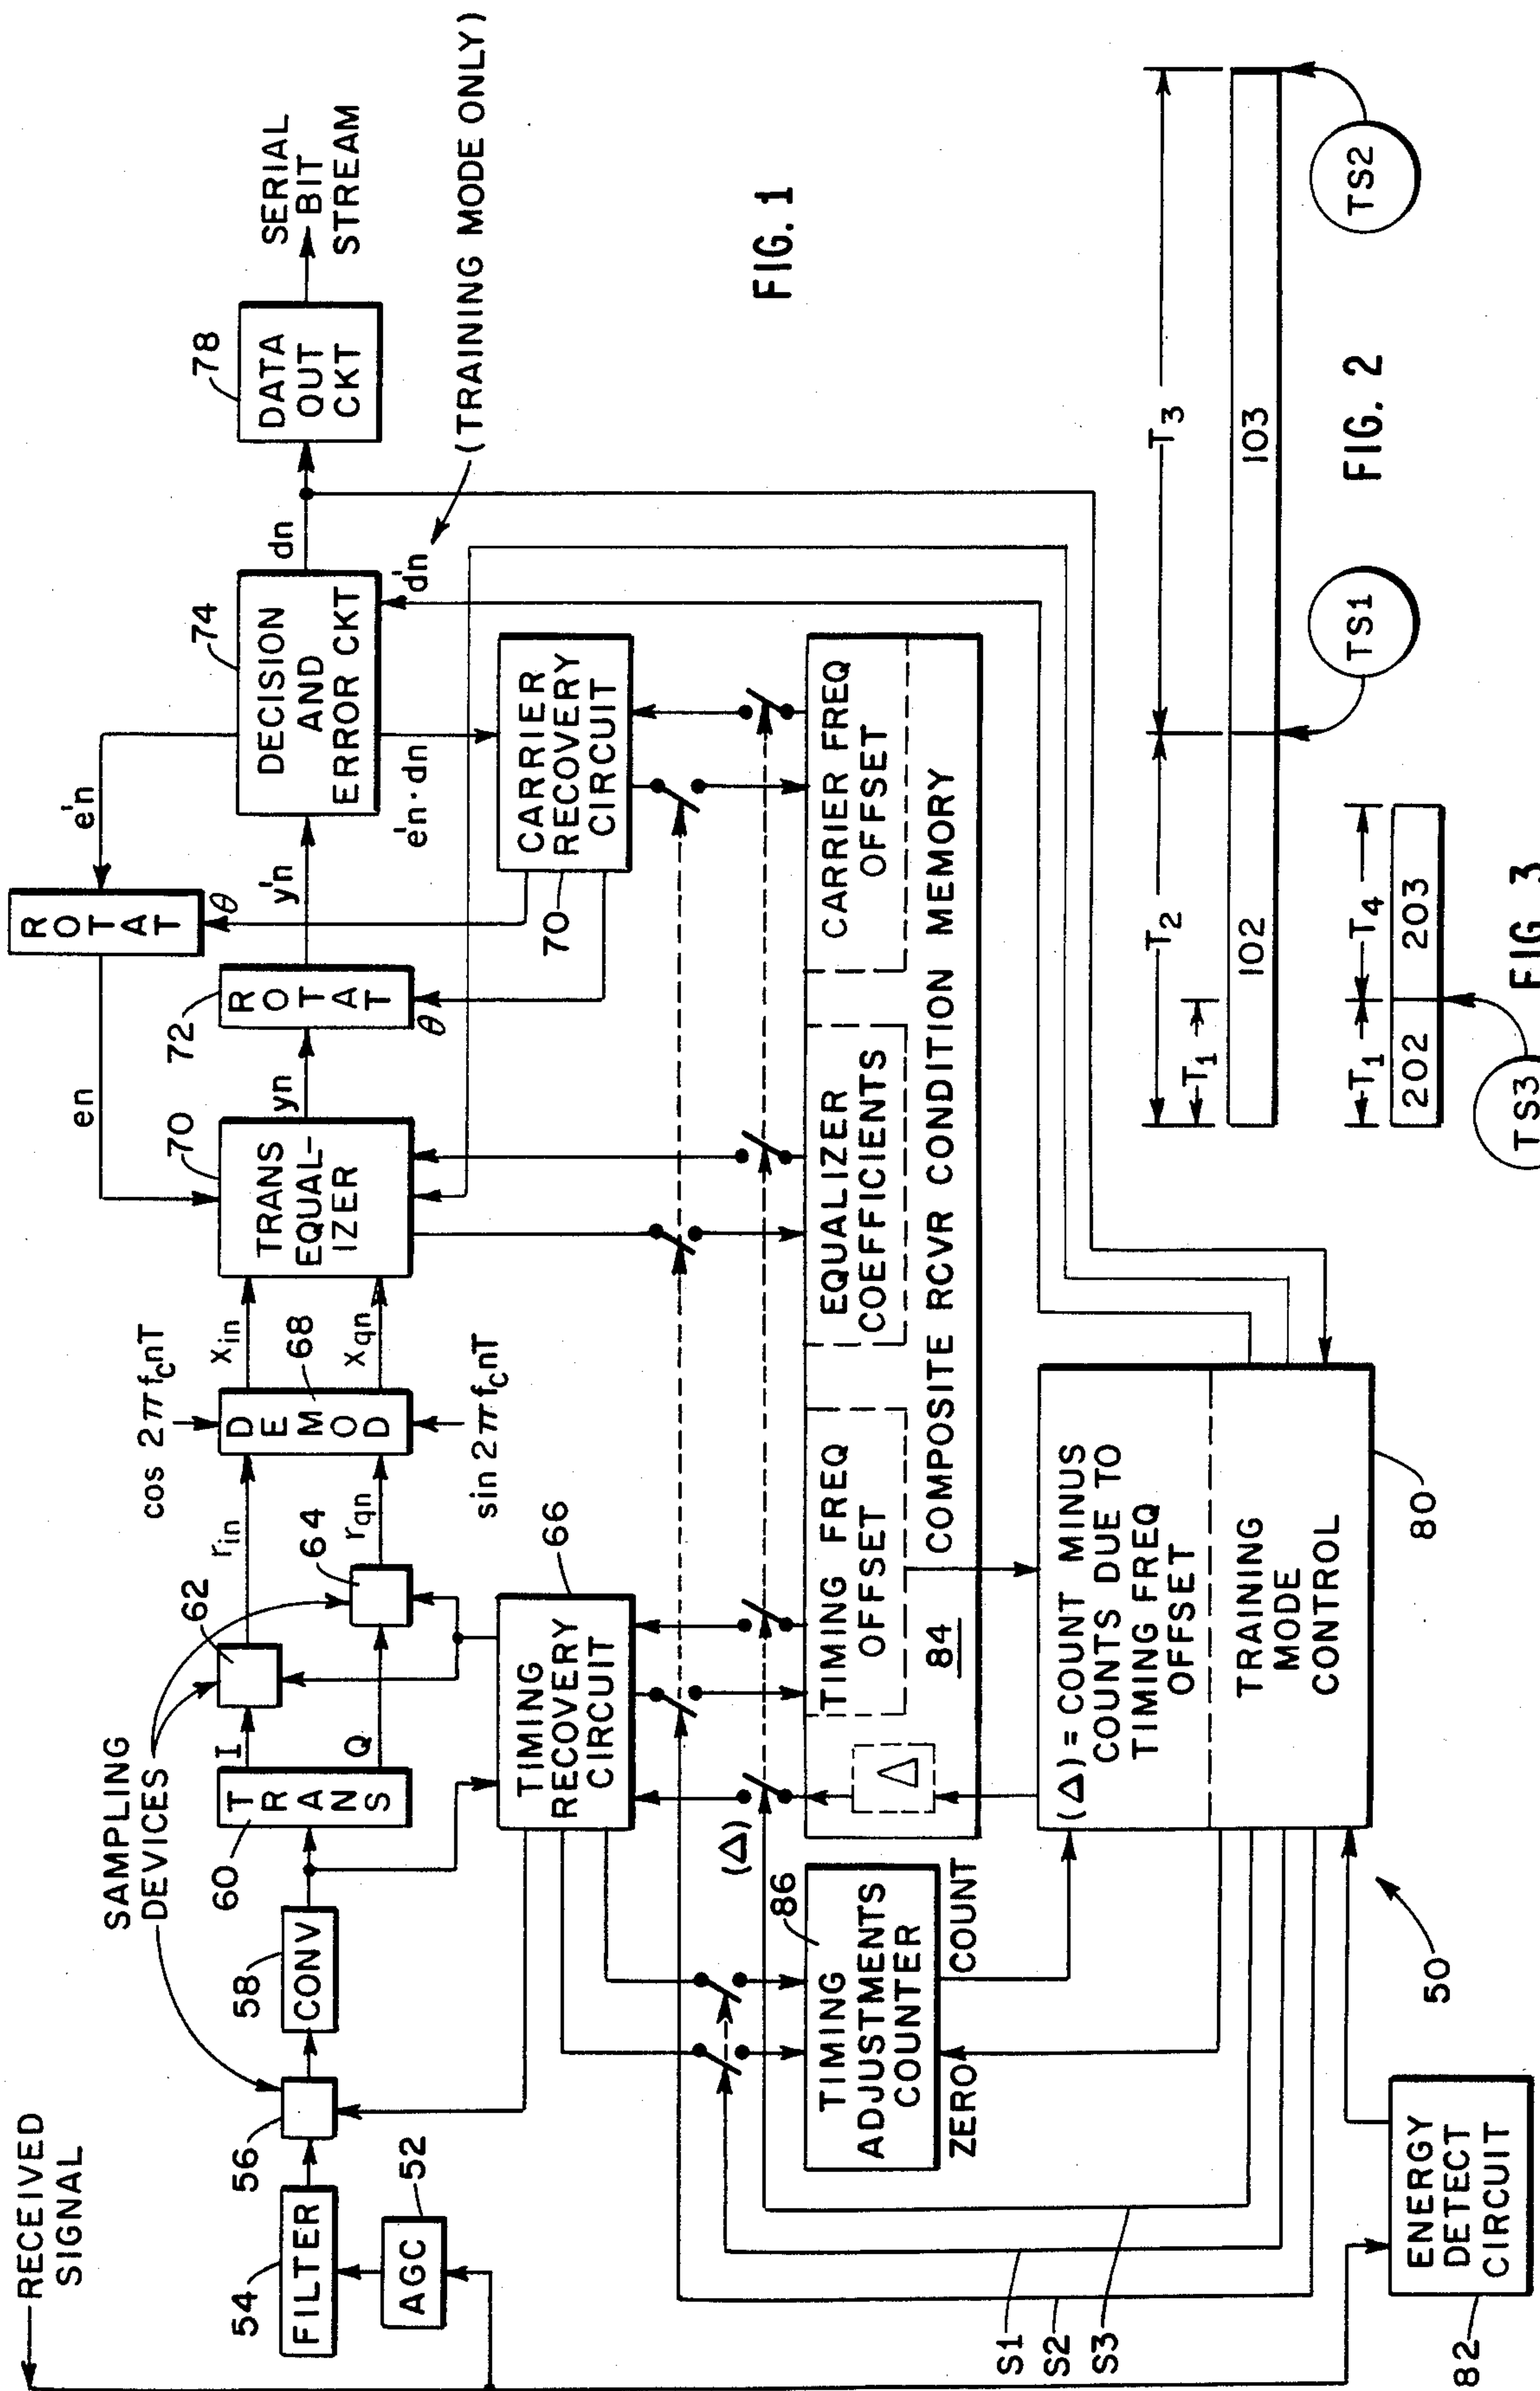 RECEIVED
SIGNAL
54
FILTER
52
AGC
56
SAMPLING
DEVICES
58
CONV
60
TRANS
I
Q
62
64
rin
rqn
cos 2πfcnT
DEMOD
68
sin 2πfcnT
xin
xqn
70
TRANS
EQUAL-
IZER
en
yn
72
ROTAT
θ
ROTAT
θ
e'n
y'n
74
DECISION
AND
ERROR CKT
dn
78
DATA
OUT
CKT
SERIAL
BIT
STREAM
e'n·dn
d'n
(TRAINING MODE ONLY)
66
TIMING
RECOVERY
CIRCUIT
70
CARRIER
RECOVERY
CIRCUIT
(Δ)
86
TIMING
ADJUSTMENTS
COUNTER
ZERO
COUNT
Δ
TIMING FREQ
OFFSET
84
EQUALIZER
COEFFICIENTS
CARRIER FREQ
OFFSET
COMPOSITE RCVR CONDITION MEMORY
(Δ) = COUNT MINUS
COUNTS DUE TO
TIMING FREQ
OFFSET
TRAINING
MODE
CONTROL
80
S1
S2
S3
82
ENERGY
DETECT
CIRCUIT
50
FIG. 1
T2
T3
T1
102
103
TS1
TS2
FIG. 2
T1
T4
202
203
TS3
FIG. 3